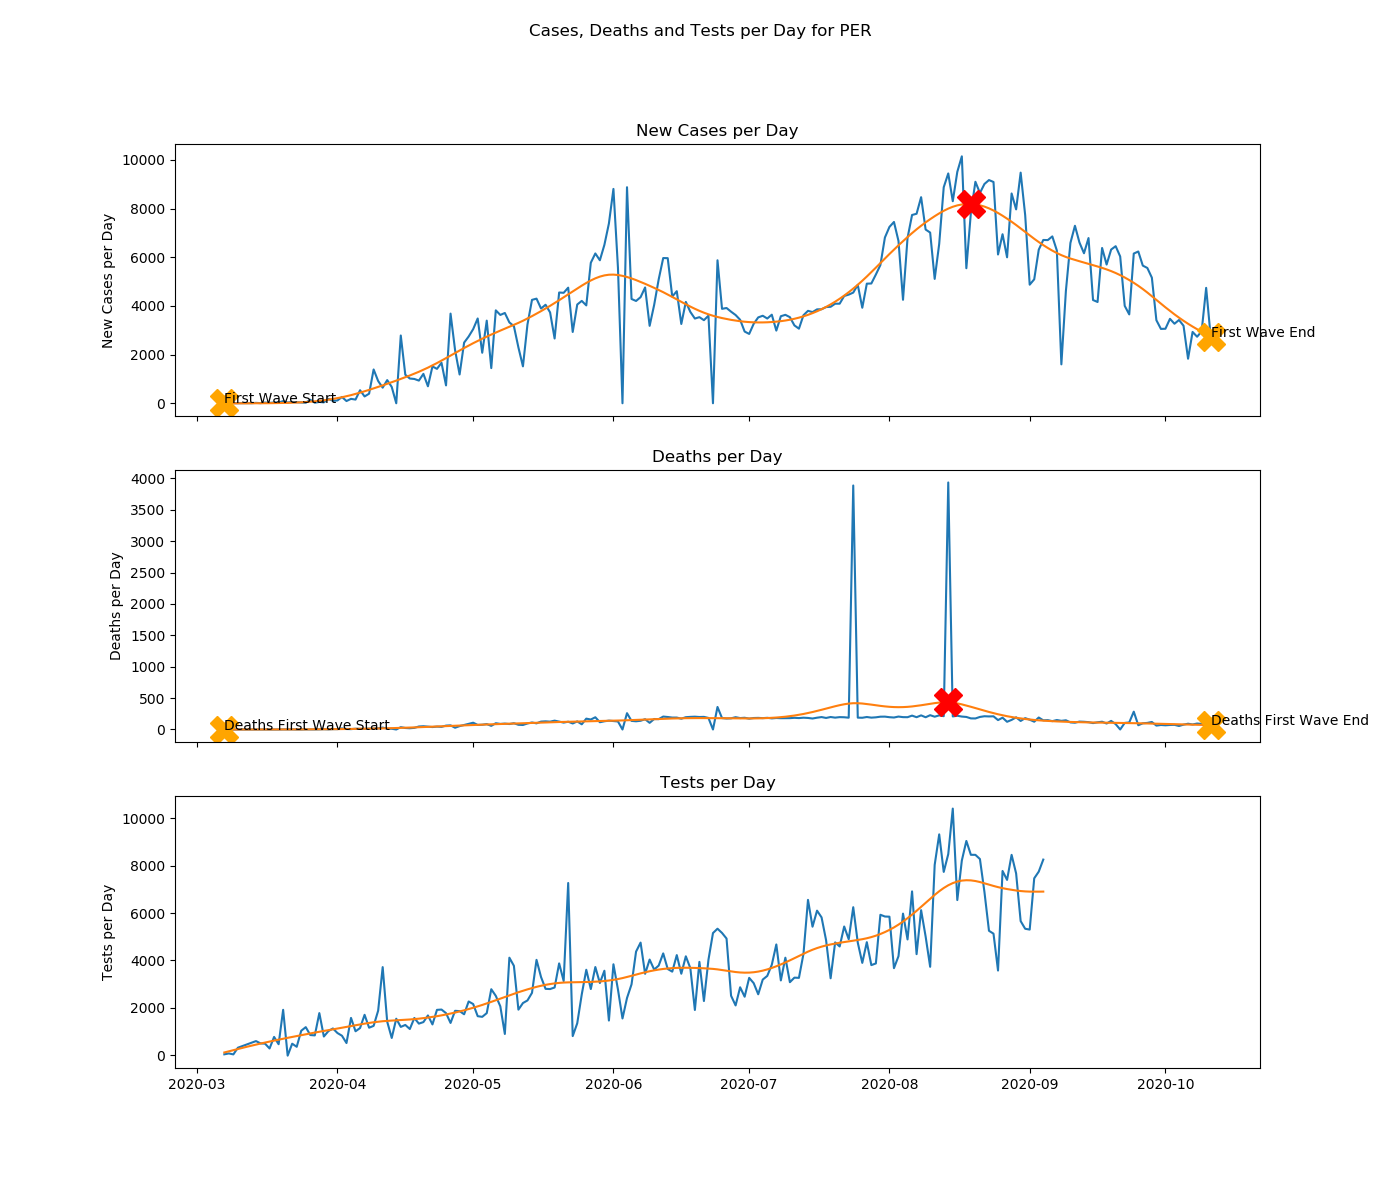 Cases, Deaths and Tests per Day for PER
New Cases per Day
New Cases per Day
10000
8000
6000
4000
2000
0
First Wave Start
First Wave End
Deaths per Day
Deaths per Day
4000
3500
3000
2500
2000
1500
1000
500
0
Deaths First Wave Start
Deaths First Wave End
Tests per Day
Tests per Day
10000
8000
6000
4000
2000
0
2020-03 2020-04 2020-05 2020-06 2020-07 2020-08 2020-09 2020-10